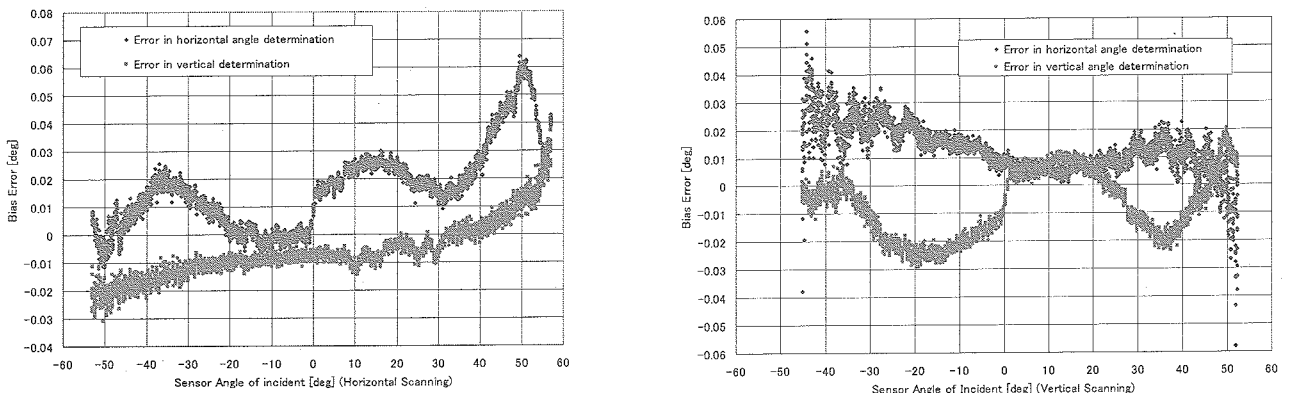 0.08
0.07
0.06
0.05
0.04
0.03
0.02
0.01
0
-0.01
-0.02
-0.03
-0.04
Bias Error [deg]
Error in horizontal angle determination
Error in vertical determination
-60 -50 -40 -30 -20 -10 0 10 20 30 40 50 60
Sensor Angle of incident [deg] (Horizontal Scanning)
0.06
0.05
0.04
0.03
0.02
0.01
0
-0.01
-0.02
-0.03
-0.04
-0.05
-0.06
Bias Error [deg]
Error in horizontal angle determination
Error in vertical angle determination
-60 -50 -40 -30 -20 -10 0 10 20 30 40 50 60
Sensor Angle of Incident [deg] (Vertical Scanning)